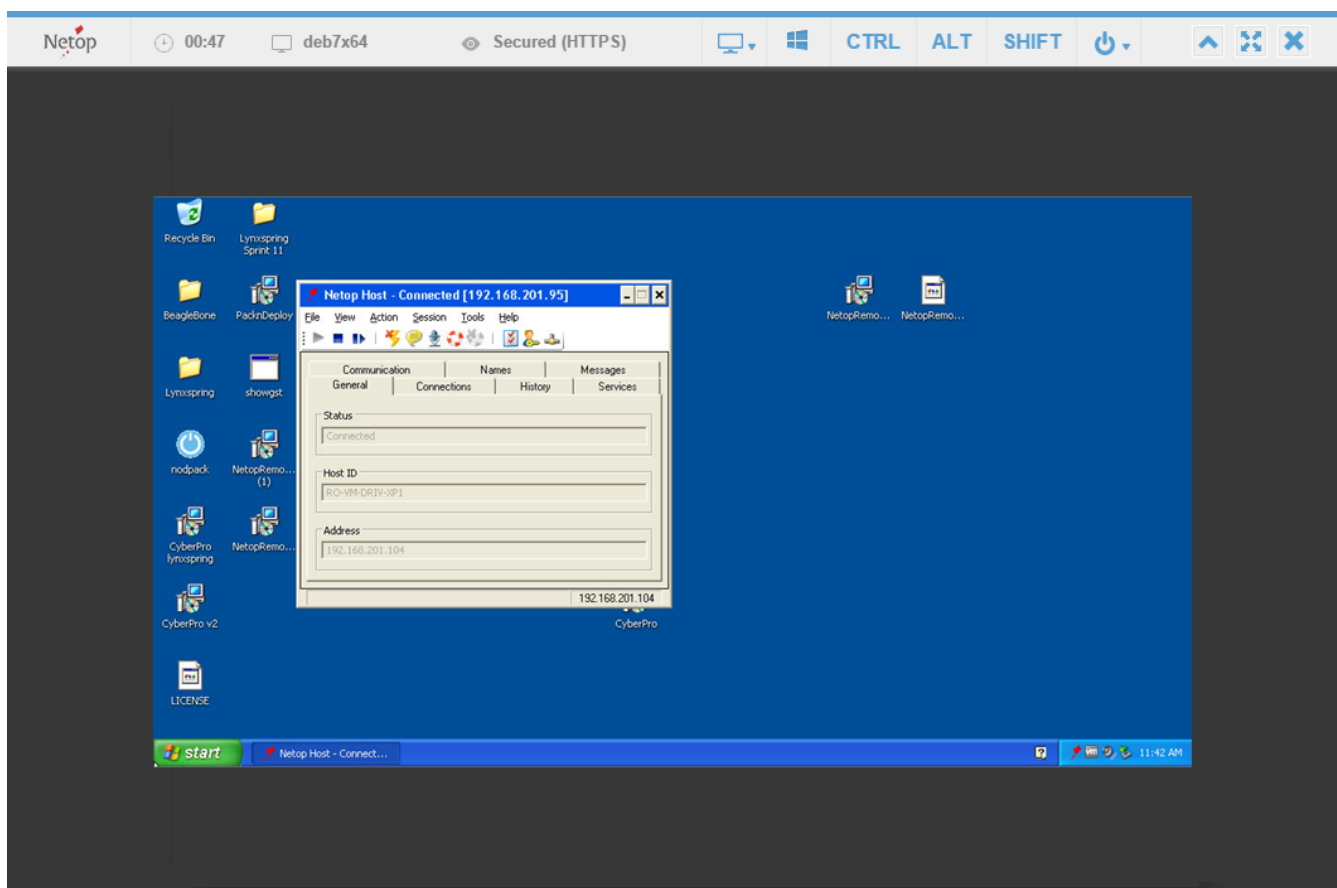 Netop 00:47 deb7x64 Secured (HTTPS) CTRL ALT SHIFT
Recycle Bin
Lynxspring
Sprint 11
BeagleBone
PacknDeploy
Lynxspring
showgst
nodpack
NetopRemo...
(1)
CyberPro
lynxspring
NetopRemo...
CyberPro v2
LICENSE
Netop Host - Connected [192.168.201.95]
File View Action Session Tools Help
Communication Names Messages
General Connections History Services
Status
Connected
Host ID
RO-VM-DRIV-XP1
Address
192.168.201.104
192.168.201.104
CyberPro
NetopRemo...
NetopRemo...
start Netop Host - Connect... 11:42 AM